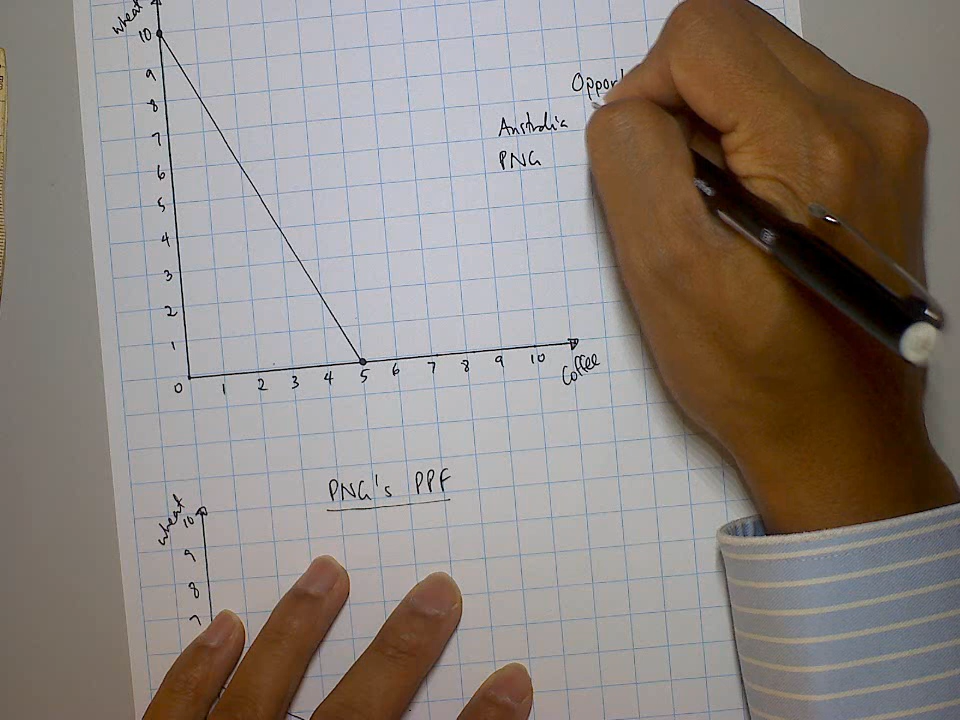 wheat
10
9
8
7
6
5
4
3
2
1
0 1 2 3 4 5 6 7 8 9 10
Coffee
Oppor
Australia
PNG
PNG's PPF
wheat
10
9
8
7